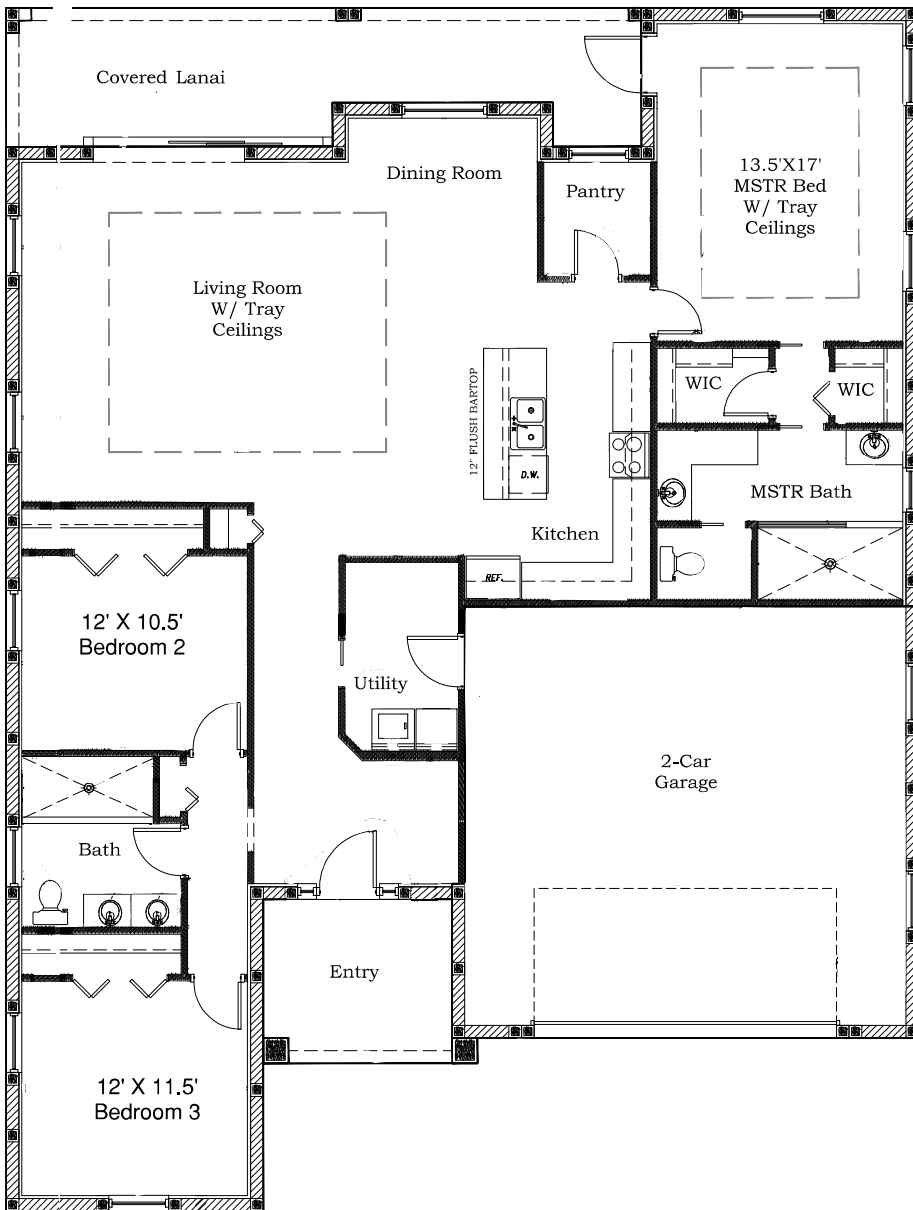 Covered Lanai
Dining Room
Pantry
13.5'X17'
MSTR Bed
W/ Tray
Ceilings
Living Room
W/ Tray
Ceilings
12" FLUSH BARTOP
D.W.
WIC
WIC
MSTR Bath
Kitchen
REF.
12' X 10.5'
Bedroom 2
Utility
2-Car
Garage
Bath
Entry
12' X 11.5'
Bedroom 3